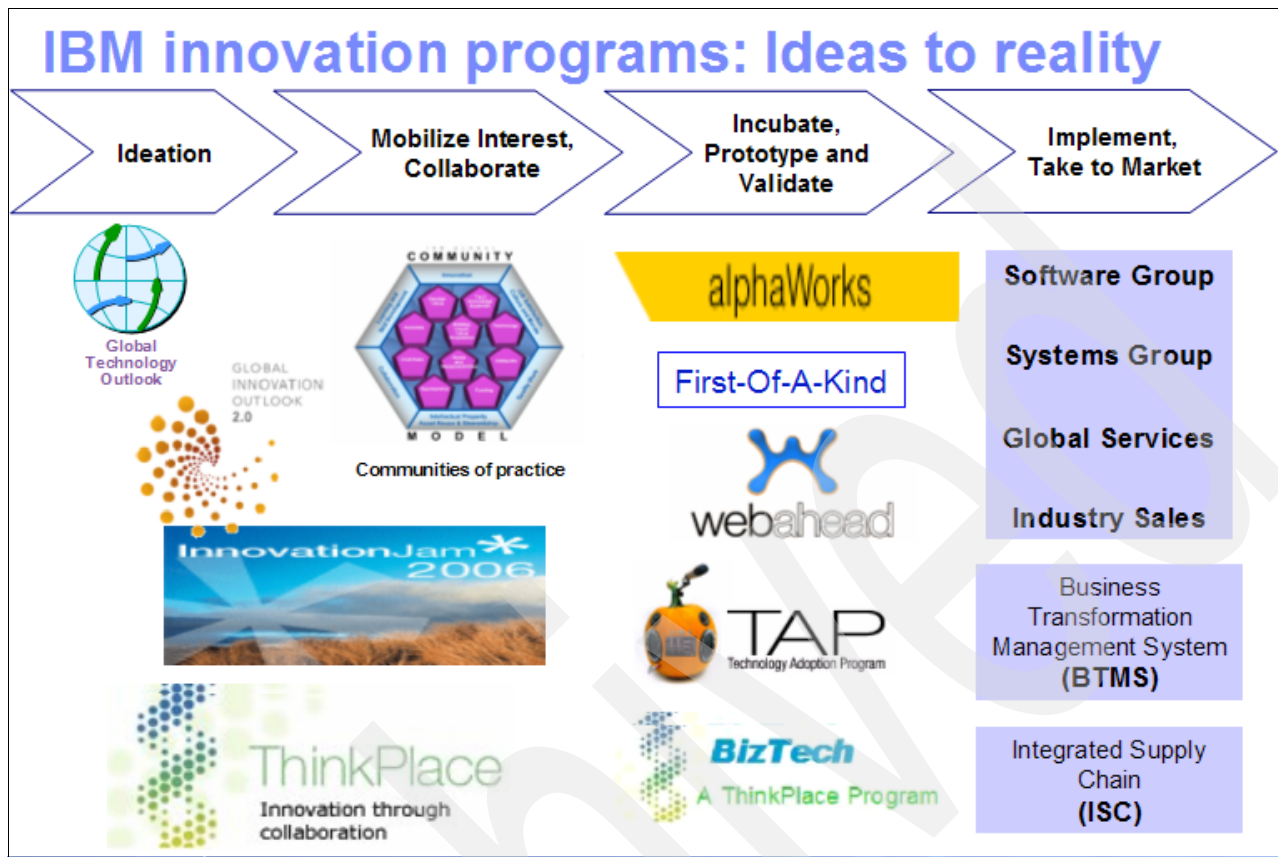 IBM innovation programs: Ideas to reality
Ideation
Mobilize Interest,
Collaborate
Incubate,
Prototype and
Validate
Implement,
Take to Market
Global
Technology
Outlook
GLOBAL
INNOVATION
OUTLOOK
2.0
InnovationJam
2006
ThinkPlace
Innovation through
collaboration
COMMUNITY
Innovation
Intellectual Property
MODEL
Communities of practice
alphaWorks
First-Of-A-Kind
webahead
TAP
Technology Adoption Program
BizTech
A ThinkPlace Program
Software Group
Systems Group
Global Services
Industry Sales
Business
Transformation
Management System
(BTMS)
Integrated Supply
Chain
(ISC)